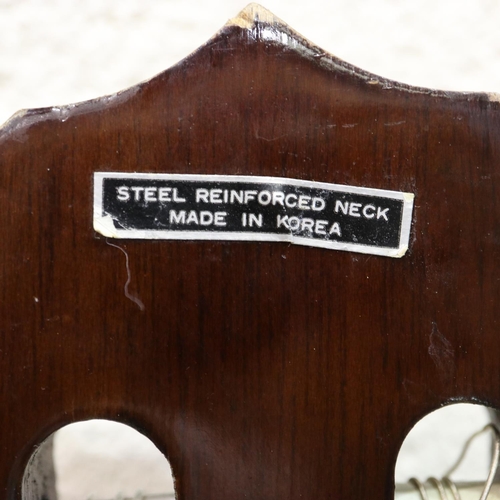 STEEL REINFORCED NECK
MADE IN KOREA